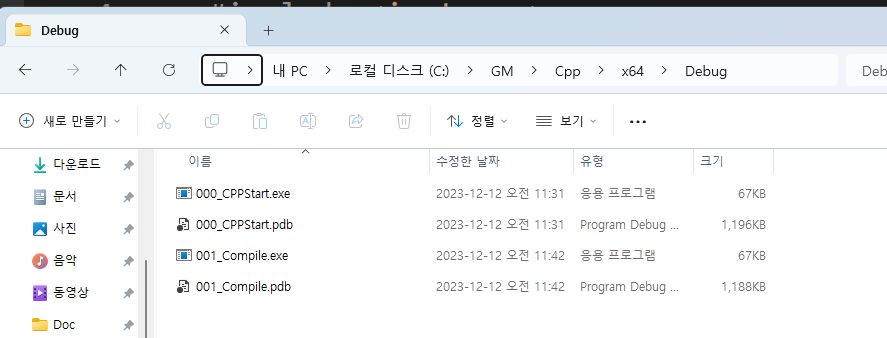 Debug
내 PC > 로컬 디스크 (C:) > GM > Cpp > x64 > Debug
Deb
새로 만들기 정렬 보기
이름 수정한 날짜 유형 크기
다운로드
문서
사진
음악
동영상
Doc
000_CPPStart.exe 2023-12-12 오전 11:31 응용 프로그램 67KB
000_CPPStart.pdb 2023-12-12 오전 11:31 Program Debug ... 1,196KB
001_Compile.exe 2023-12-12 오전 11:42 응용 프로그램 67KB
001_Compile.pdb 2023-12-12 오전 11:42 Program Debug ... 1,188KB